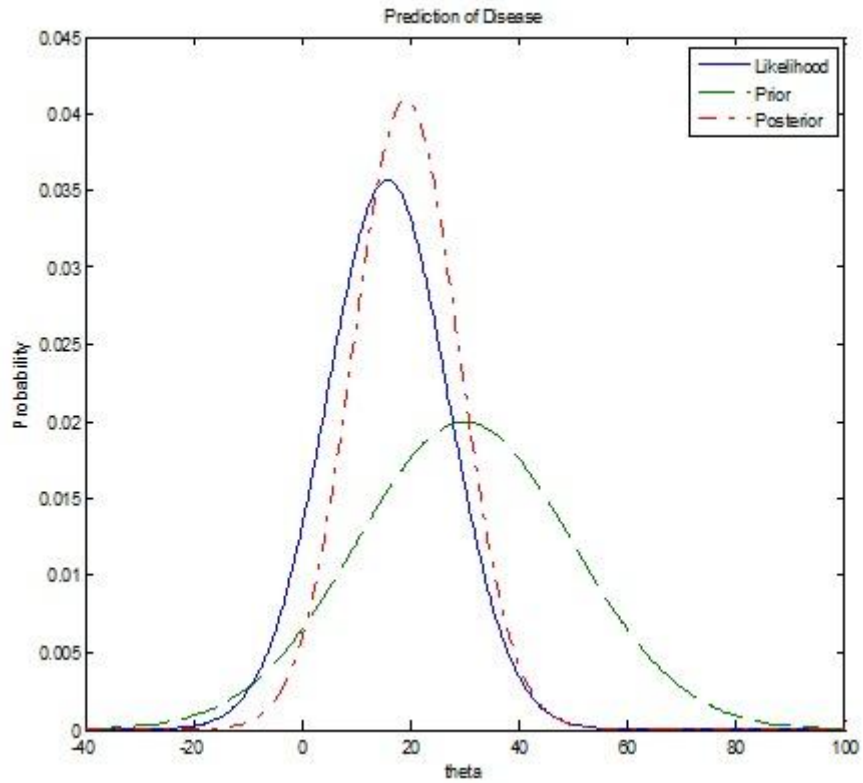 Prediction of Disease
0.045
0.04
0.035
0.03
0.025
0.02
0.015
0.01
0.005
0
Probability
Likelihood
Prior
Posterior
-40 -20 0 20 40 60 80 100
theta